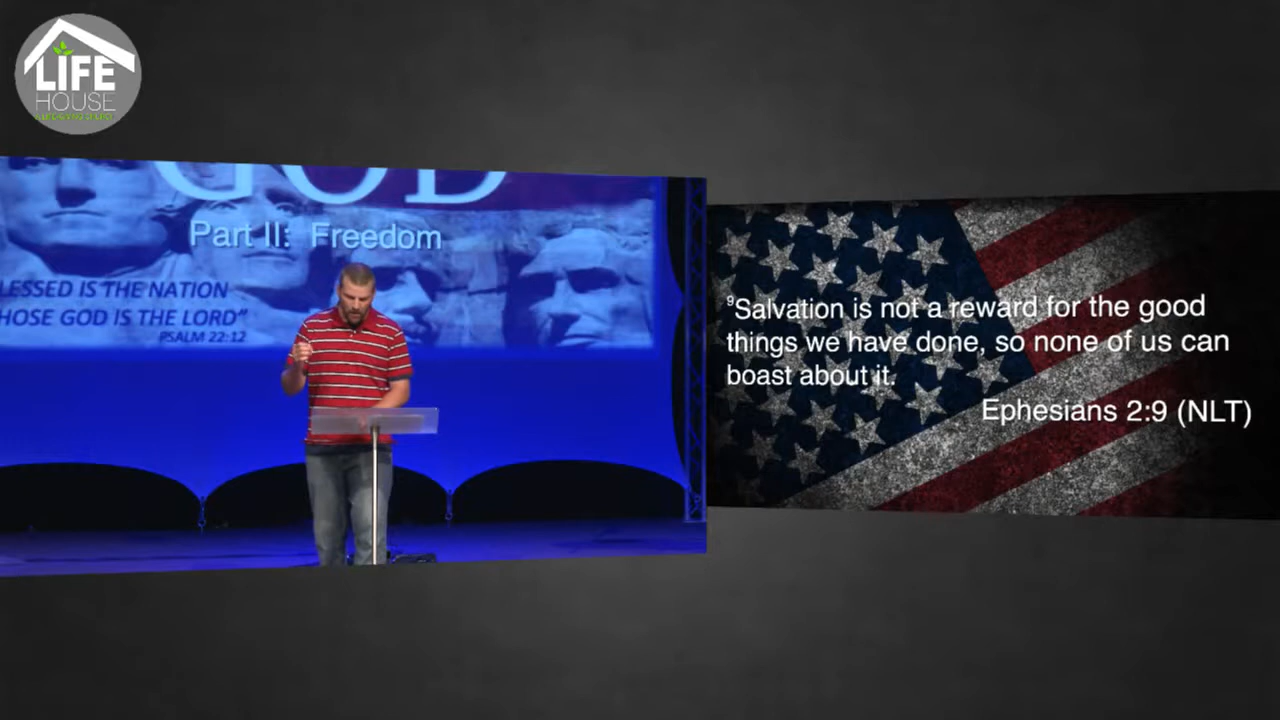 LIFE
HOUSE
GOD
Part II: Freedom
LESSED IS THE NATION
HOSE GOD IS THE LORD"
PSALM 22:12
⁹Salvation is not a reward for the good
things we have done, so none of us can
boast about it.
Ephesians 2:9 (NLT)